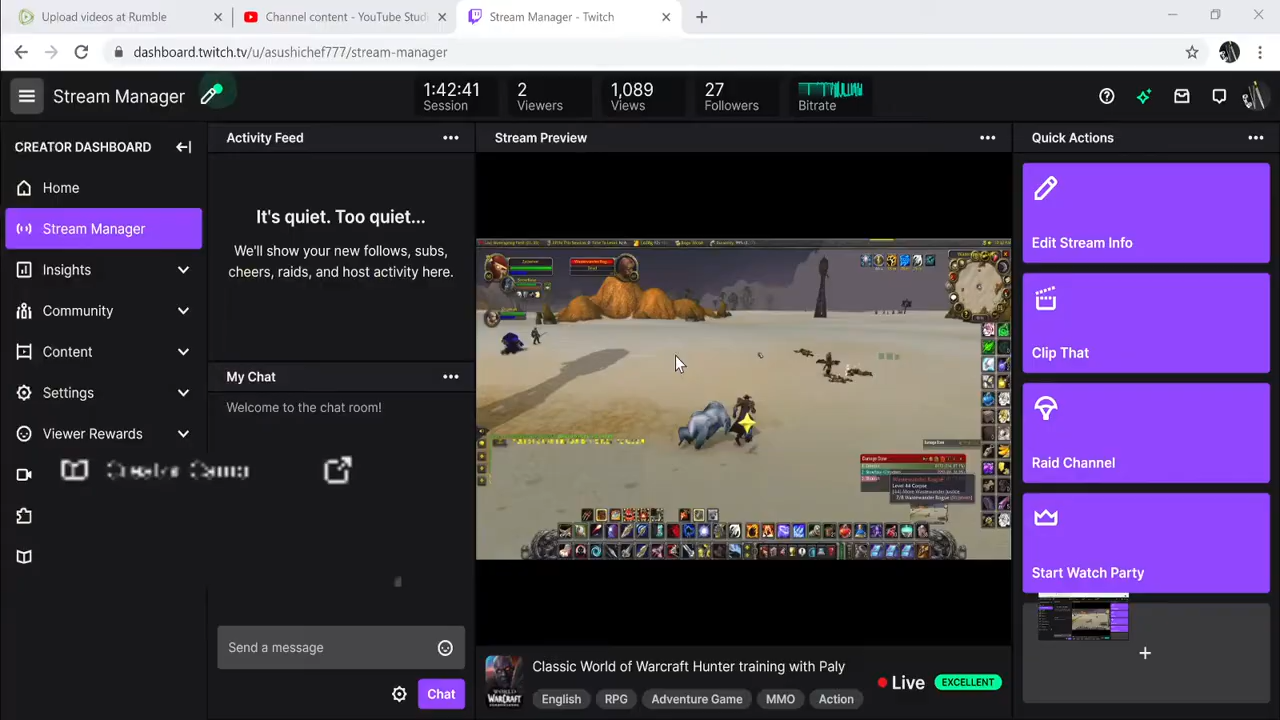 Upload videos at Rumble
Channel content - YouTube Studi
Stream Manager - Twitch
dashboard.twitch.tv/u/asushichef777/stream-manager
Stream Manager
1:42:41
Session
2
Viewers
1,089
Views
27
Followers
Bitrate
CREATOR DASHBOARD
Home
Stream Manager
Insights
Community
Content
Settings
Viewer Rewards
Activity Feed
It's quiet. Too quiet...
We'll show your new follows, subs,
cheers, raids, and host activity here.
My Chat
Welcome to the chat room!
Send a message
Chat
Stream Preview
Classic World of Warcraft Hunter training with Paly
English
RPG
Adventure Game
MMO
Action
Live
EXCELLENT
Quick Actions
Edit Stream Info
Clip That
Raid Channel
Start Watch Party